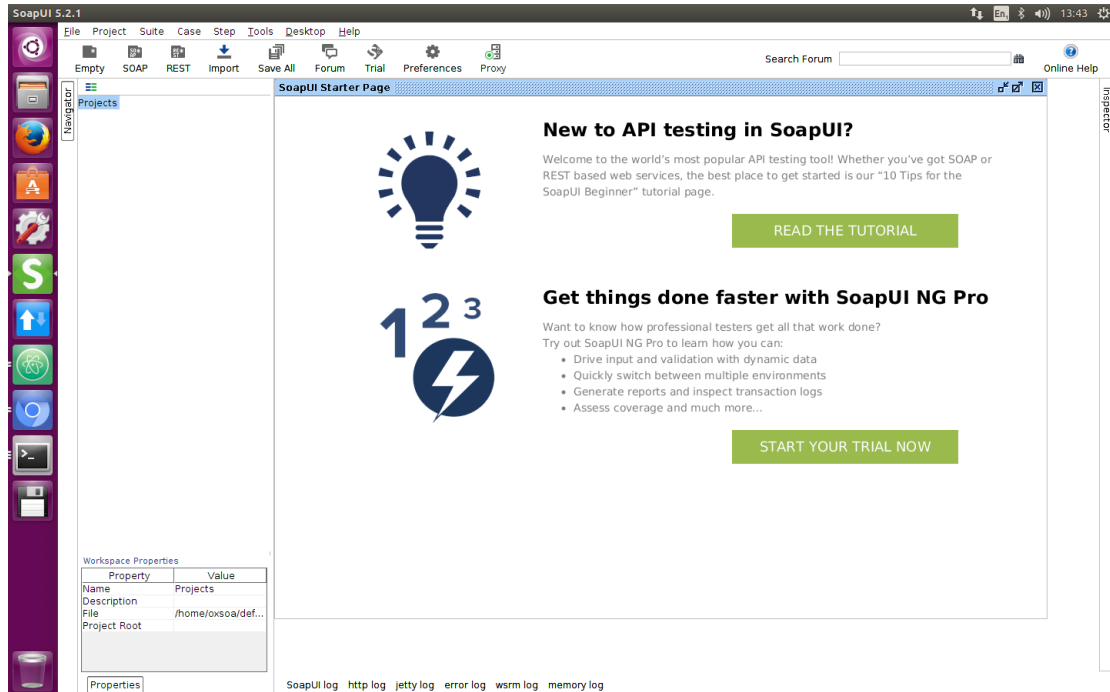 SoapUI 5.2.1
En
13:43
File Project Suite Case Step Tools Desktop Help
Empty SOAP REST Import Save All Forum Trial Preferences Proxy
Search Forum
Online Help
Navigator
Projects
SoapUI Starter Page
Inspector
New to API testing in SoapUI?
Welcome to the world's most popular API testing tool! Whether you've got SOAP or
REST based web services, the best place to get started is our “10 Tips for the
SoapUI Beginner” tutorial page.
READ THE TUTORIAL
1 2 3
Get things done faster with SoapUI NG Pro
Want to know how professional testers get all that work done?
Try out SoapUI NG Pro to learn how you can:
• Drive input and validation with dynamic data
• Quickly switch between multiple environments
• Generate reports and inspect transaction logs
• Assess coverage and much more...
START YOUR TRIAL NOW
Workspace Properties
Property Value
Name Projects
Description
File /home/oxsoa/def...
Project Root
Properties
SoapUI log http log jetty log error log wsrm log memory log